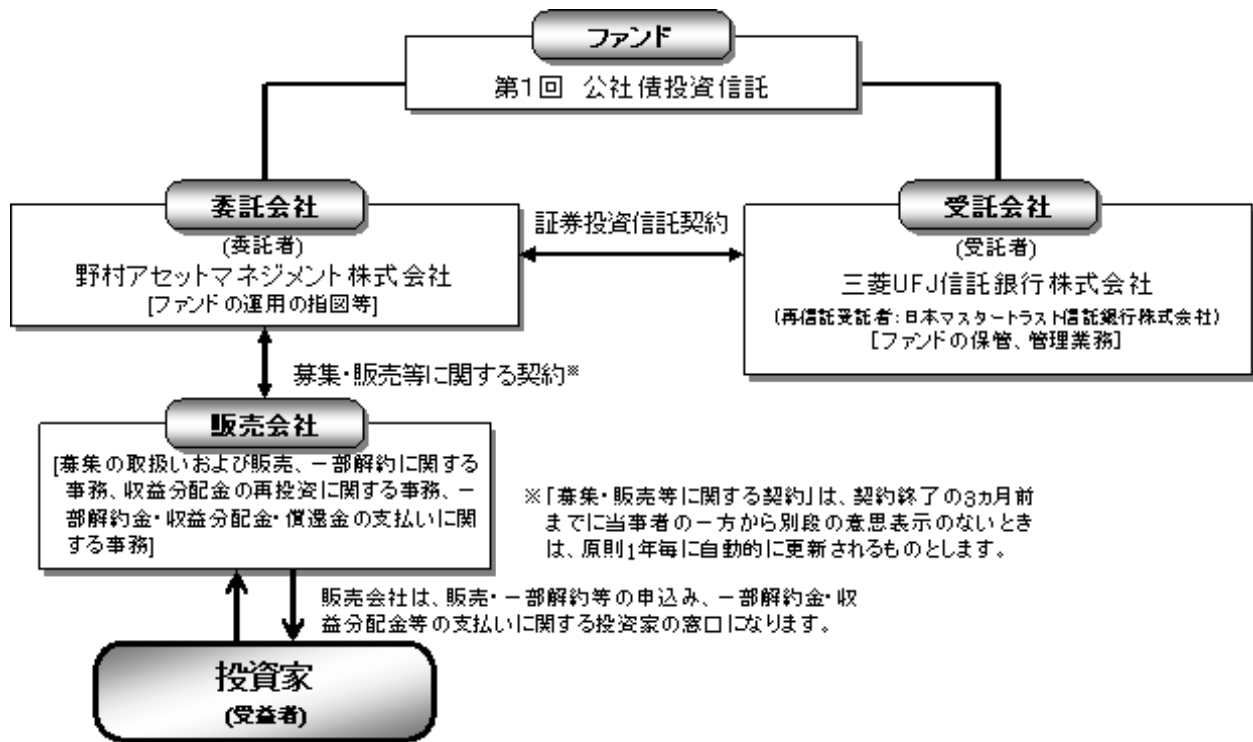 ファンド
第1回 公社債投資信託
委託会社
(委託者)
野村アセットマネジメント株式会社
[ファンドの運用の指図等]
証券投資信託契約
受託会社
(受託者)
三菱UFJ信託銀行株式会社
(再信託受託者:日本マスタートラスト信託銀行株式会社)
[ファンドの保管、管理業務]
募集・販売等に関する契約※
販売会社
[募集の取扱いおよび販売、一部解約に関する
事務、収益分配金の再投資に関する事務、一
部解約金・収益分配金・償還金の支払いに関
する事務]
※「募集・販売等に関する契約」は、契約終了の3ヵ月前
までに当事者の一方から別段の意思表示のないとき
は、原則1年毎に自動的に更新されるものとします。
販売会社は、販売・一部解約等の申込み、一部解約金・収
益分配金等の支払いに関する投資家の窓口になります。
投資家
(受益者)